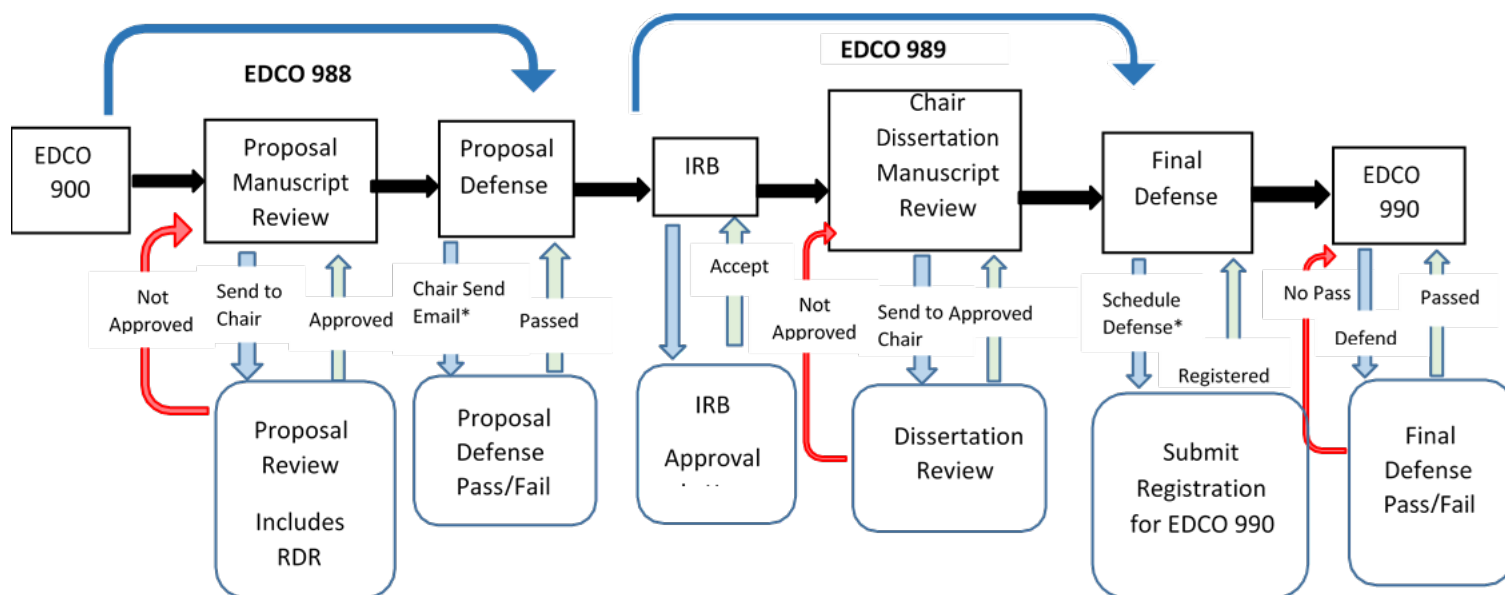 EDCO 988
EDCO 989
EDCO
900
Proposal
Manuscript
Review
Proposal
Defense
IRB
Chair
Dissertation
Manuscript
Review
Final
Defense
EDCO
990
Not
Approved
Send to
Chair
Approved
Chair Send
Email*
Passed
Accept
Not
Approved
Send to
Chair
Approved
Schedule
Defense*
Registered
No Pass
Defend
Passed
Proposal
Review
Includes
RDR
Proposal
Defense
Pass/Fail
IRB
Approval
Dissertation
Review
Submit
Registration
for EDCO 990
Final
Defense
Pass/Fail